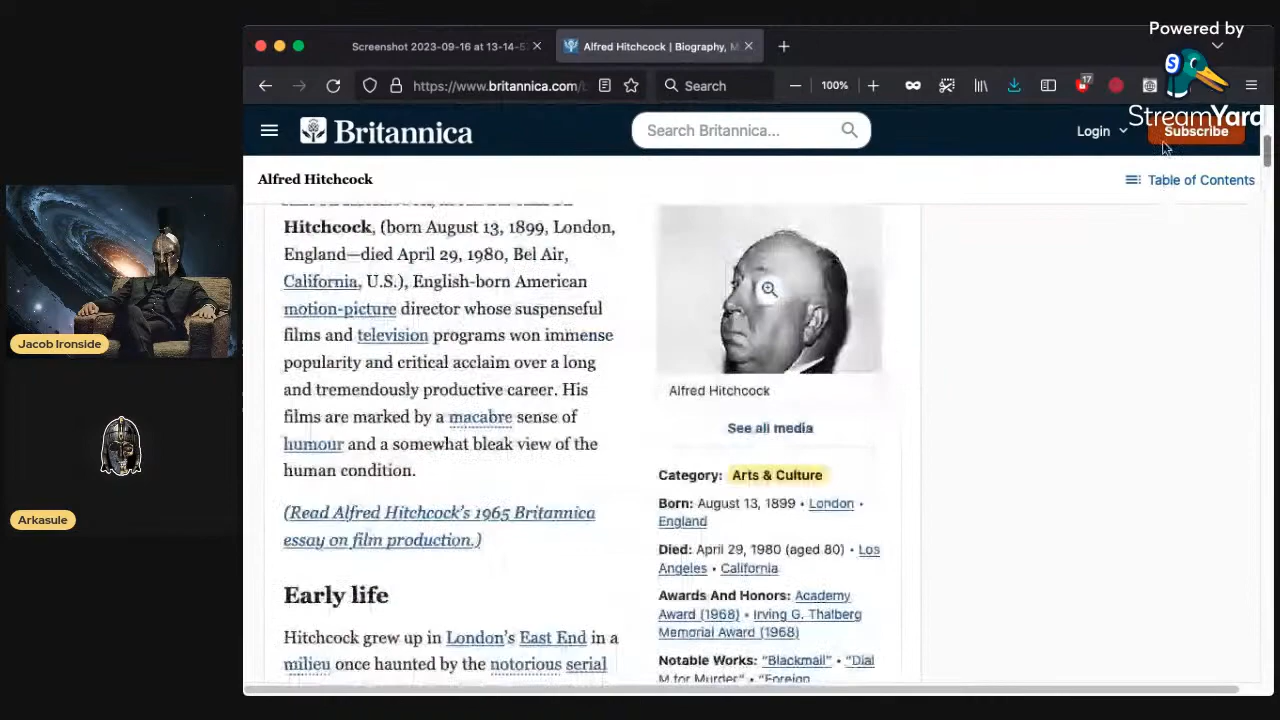 Powered by
StreamYard
Screenshot 2023-09-16 at 13-14-5
Alfred Hitchcock | Biography, M
https://www.britannica.com/b
Search
100%
17
Britannica
Search Britannica...
Login
Subscribe
Alfred Hitchcock
Table of Contents
Hitchcock, (born August 13, 1899, London,
England—died April 29, 1980, Bel Air,
California, U.S.), English-born American
motion-picture director whose suspenseful
films and television programs won immense
popularity and critical acclaim over a long
and tremendously productive career. His
films are marked by a macabre sense of
humour and a somewhat bleak view of the
human condition.
(Read Alfred Hitchcock's 1965 Britannica
essay on film production.)
Early life
Hitchcock grew up in London's East End in a
milieu once haunted by the notorious serial
Alfred Hitchcock
See all media
Category: Arts & Culture
Born: August 13, 1899 • London •
England
Died: April 29, 1980 (aged 80) • Los
Angeles • California
Awards And Honors: Academy
Award (1968) • Irving G. Thalberg
Memorial Award (1968)
Notable Works: "Blackmail" • "Dial
M for Murder" • "Foreign
Jacob Ironside
Arkasule